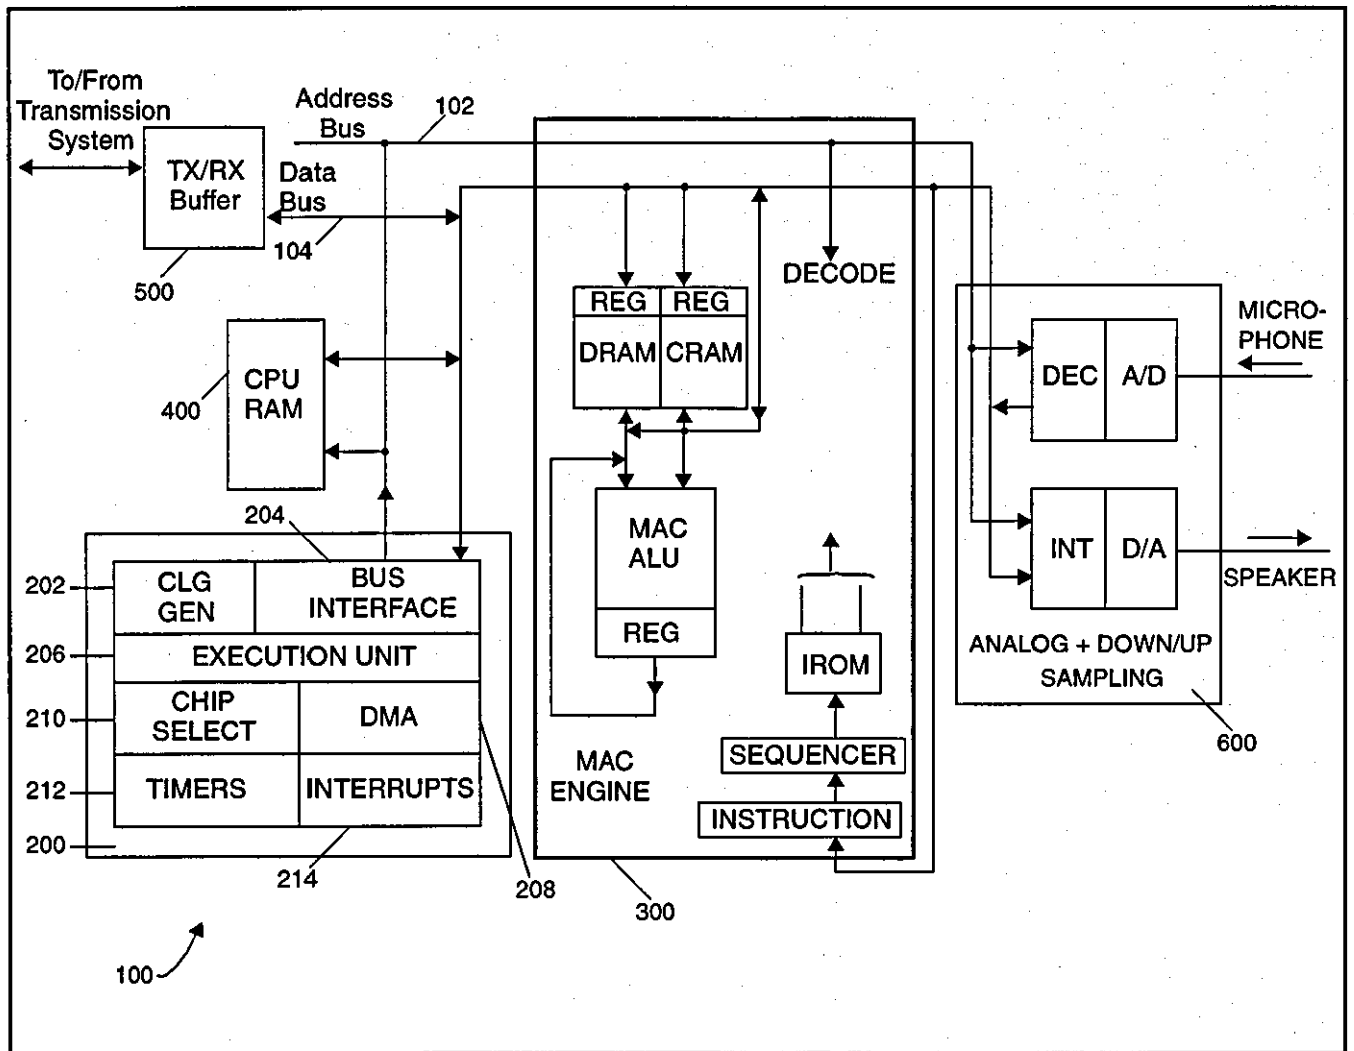 To/From
Transmission
System
TX/RX
Buffer
500
Address
Bus
102
Data
Bus
104
CPU
RAM
400
204
202
CLG
GEN
BUS
INTERFACE
206
EXECUTION UNIT
210
CHIP
SELECT
DMA
212
TIMERS
INTERRUPTS
200
214
208
100
REG
REG
DRAM
CRAM
DECODE
MAC
ALU
REG
IROM
SEQUENCER
INSTRUCTION
MAC
ENGINE
300
MICRO-
PHONE
DEC
A/D
INT
D/A
SPEAKER
ANALOG + DOWN/UP
SAMPLING
600